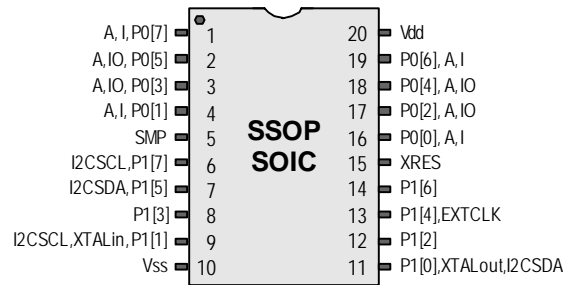 A, I, P0[7] 1 20 Vdd
A, IO, P0[5] 2 19 P0[6], A, I
A, IO, P0[3] 3 18 P0[4], A, IO
A, I, P0[1] 4 17 P0[2], A, IO
SMP 5 SSOP 16 P0[0], A, I
I2CSCL, P1[7] 6 SOIC 15 XRES
I2CSDA, P1[5] 7 14 P1[6]
P1[3] 8 13 P1[4], EXTCLK
I2CSCL, XTALin, P1[1] 9 12 P1[2]
Vss 10 11 P1[0], XTALout, I2CSDA